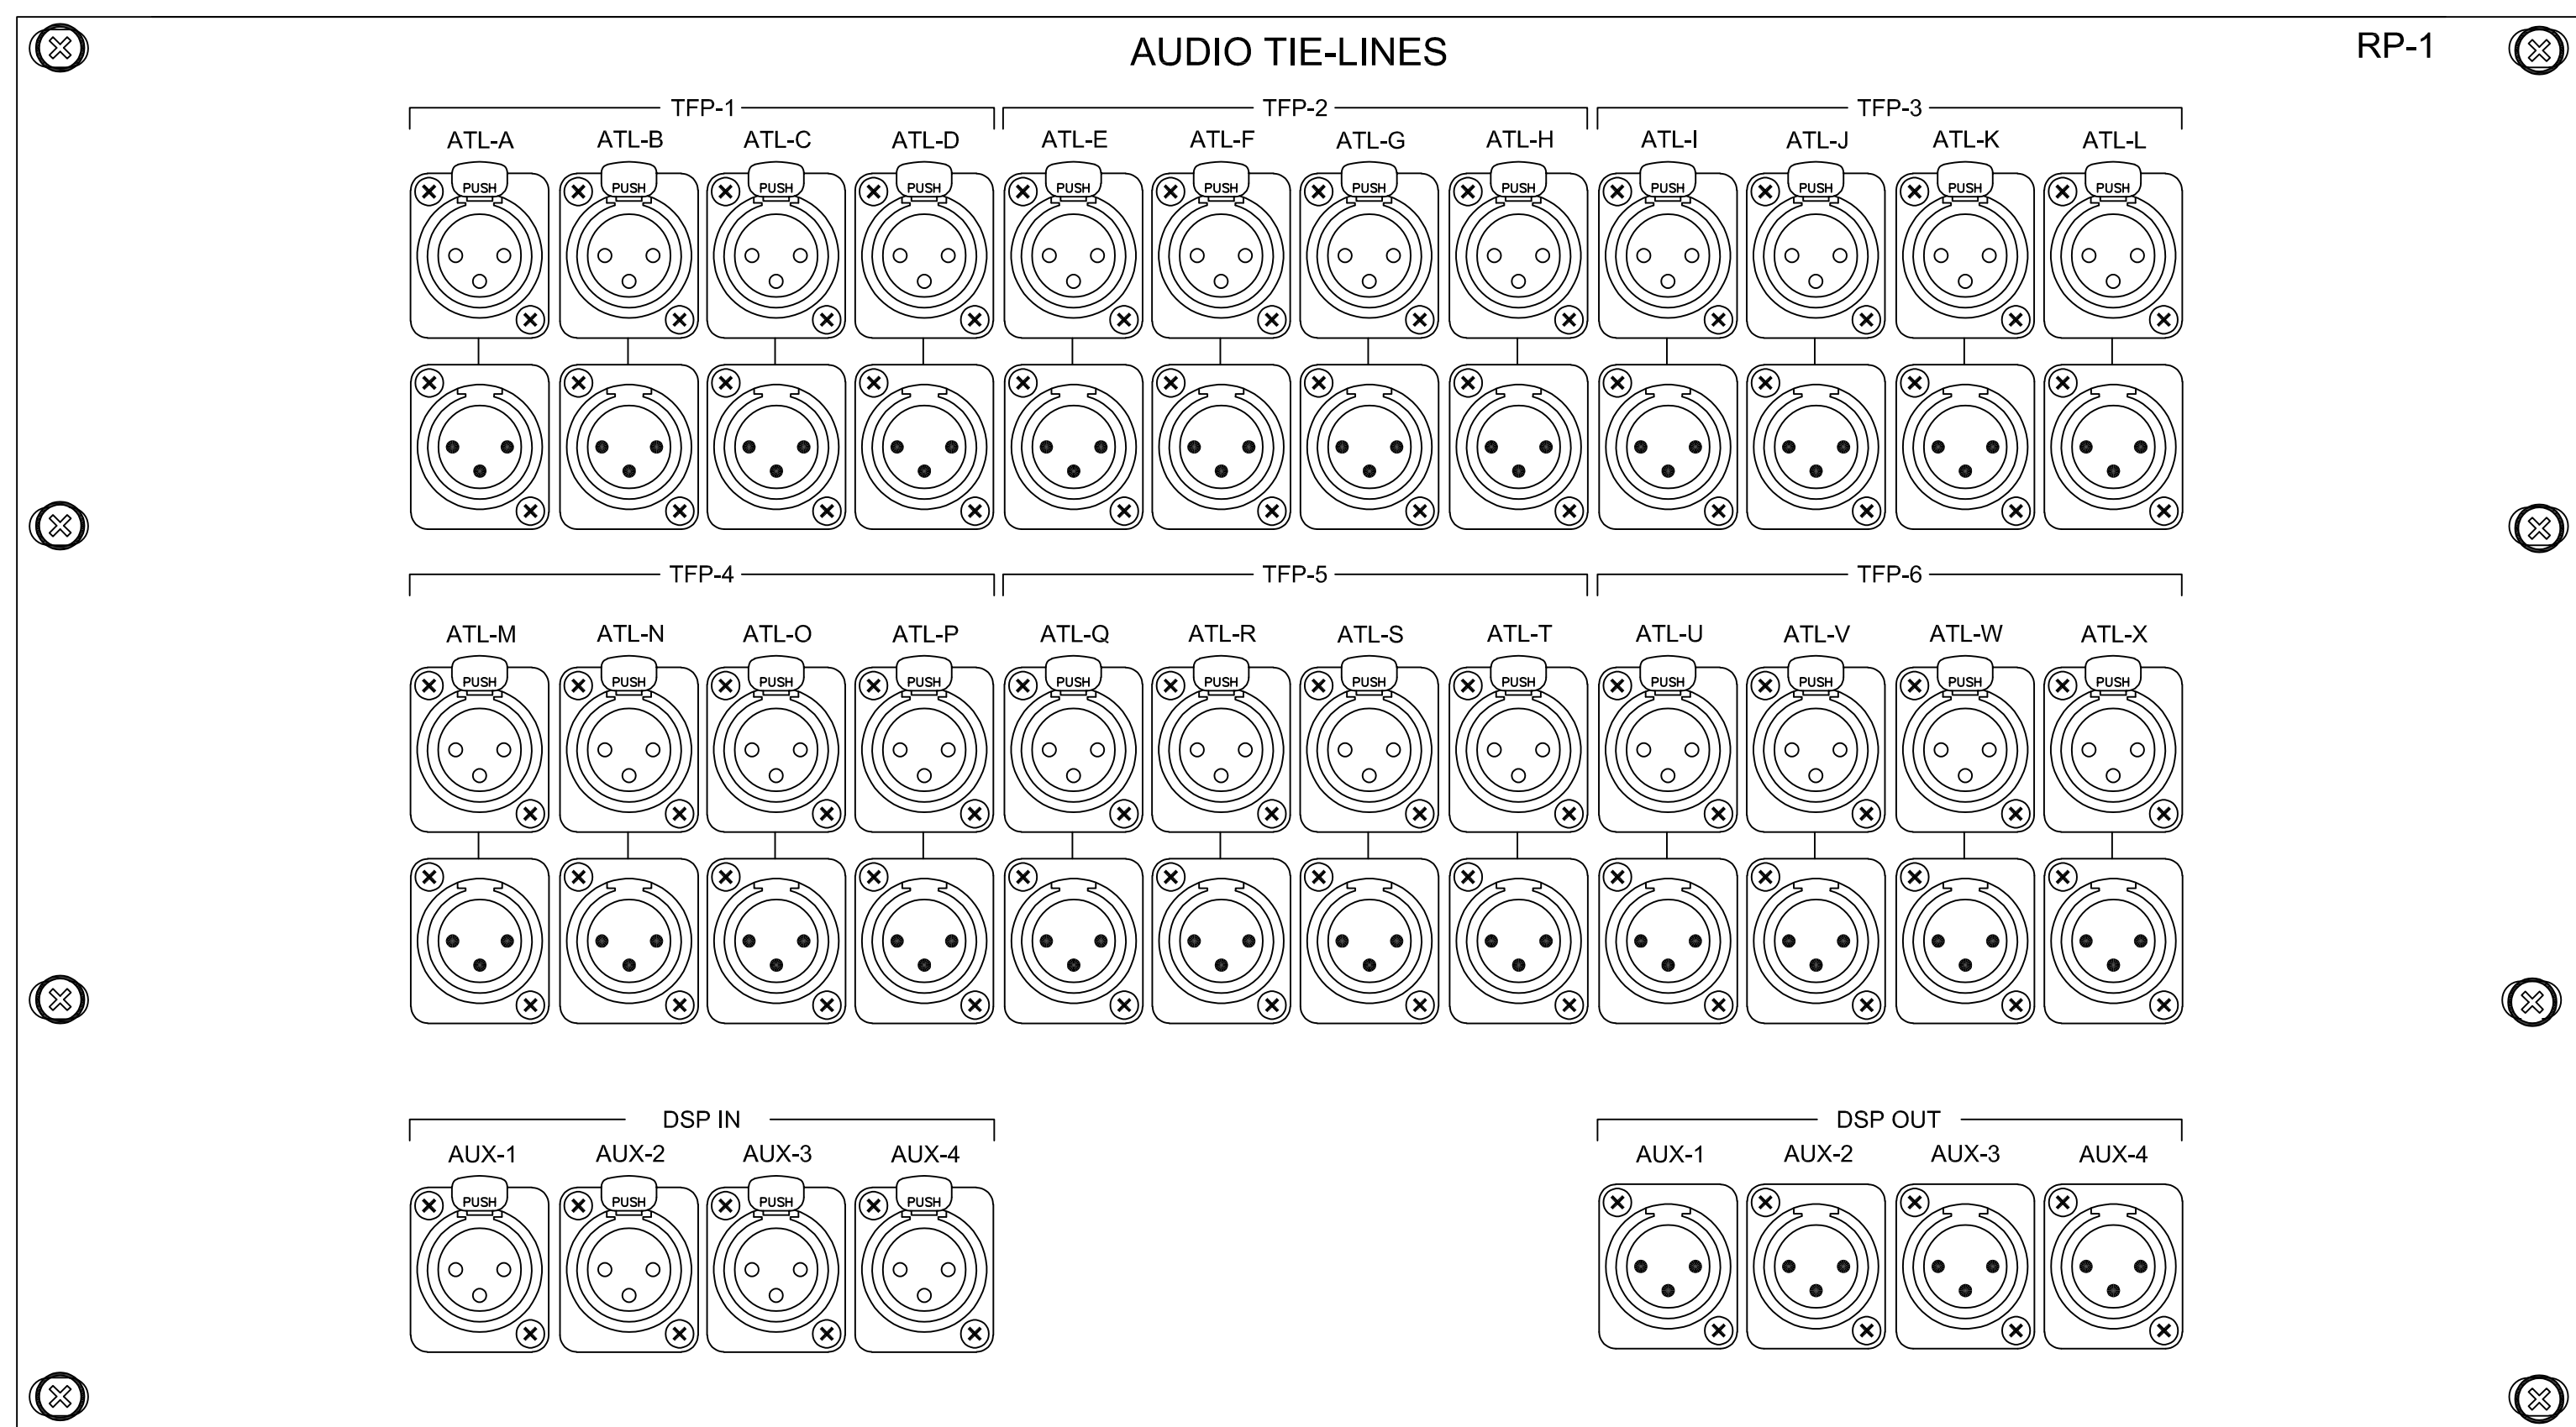 AUDIO TIE-LINES RP-1
TFP-1 TFP-2 TFP-3
ATL-A ATL-B ATL-C ATL-D ATL-E ATL-F ATL-G ATL-H ATL-I ATL-J ATL-K ATL-L
PUSH PUSH PUSH PUSH PUSH PUSH PUSH PUSH PUSH PUSH PUSH PUSH
TFP-4 TFP-5 TFP-6
ATL-M ATL-N ATL-O ATL-P ATL-Q ATL-R ATL-S ATL-T ATL-U ATL-V ATL-W ATL-X
PUSH PUSH PUSH PUSH PUSH PUSH PUSH PUSH PUSH PUSH PUSH PUSH
DSP IN DSP OUT
AUX-1 AUX-2 AUX-3 AUX-4 AUX-1 AUX-2 AUX-3 AUX-4
PUSH PUSH PUSH PUSH